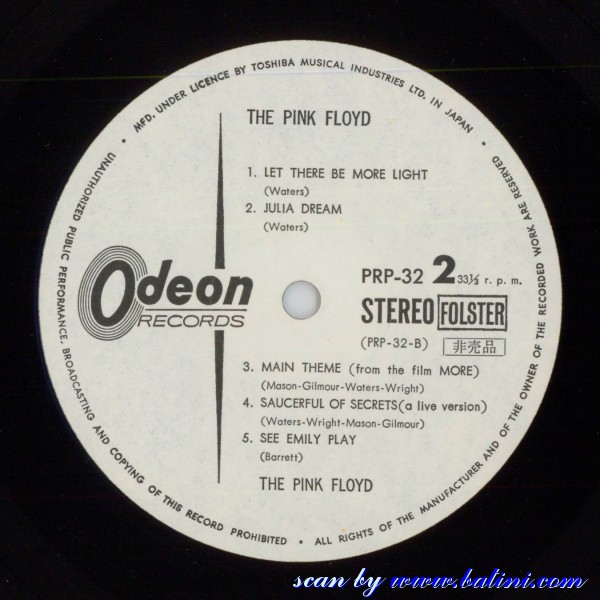 MFD. UNDER LICENCE BY TOSHIBA MUSICAL INDUSTRIES LTD. IN JAPAN
THE PINK FLOYD
1. LET THERE BE MORE LIGHT
(Waters)
2. JULIA DREAM
(Waters)
Odeon
RECORDS
PRP-32 2 33⅓ r. p. m.
STEREO FOLSTER
(PRP-32-B) 非売品
3. MAIN THEME (from the film MORE)
(Mason-Gilmour-Waters-Wright)
4. SAUCERFUL OF SECRETS(a live version)
(Waters-Wright-Mason-Gilmour)
5. SEE EMILY PLAY
(Barrett)
THE PINK FLOYD
UNAUTHORIZED PUBLIC PERFORMANCE, BROADCASTING AND COPYING OF THIS RECORD PROHIBITED • ALL RIGHTS OF THE MANUFACTURER AND OF THE OWNER OF THE RECORDED WORK ARE RESERVED
scan by www.batini.com